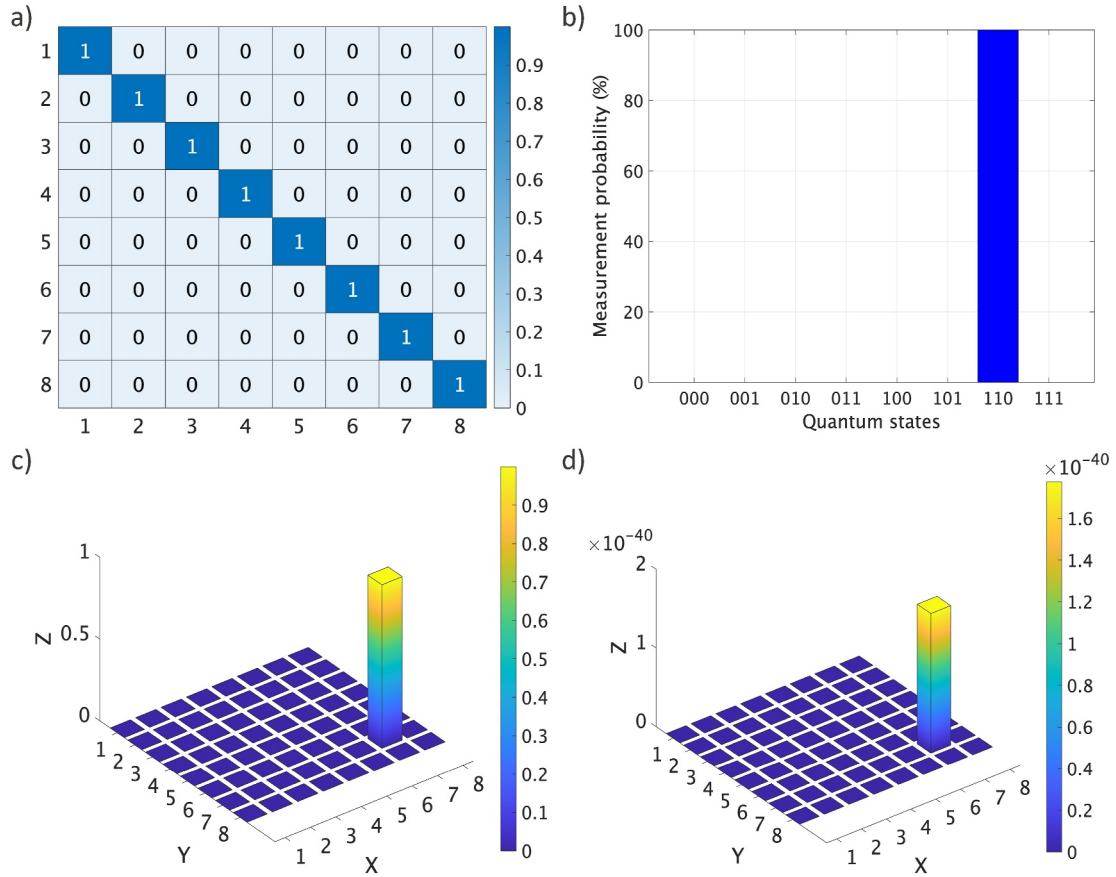 a)
1 1 0 0 0 0 0 0 0
2 0 1 0 0 0 0 0 0
3 0 0 1 0 0 0 0 0
4 0 0 0 1 0 0 0 0
5 0 0 0 0 1 0 0 0
6 0 0 0 0 0 1 0 0
7 0 0 0 0 0 0 1 0
8 0 0 0 0 0 0 0 1
1 2 3 4 5 6 7 8
0.9
0.8
0.7
0.6
0.5
0.4
0.3
0.2
0.1
0
b)
Measurement probability (%)
100
80
60
40
20
0
000 001 010 011 100 101 110 111
Quantum states
c)
Z
1
0.5
0
1 2 3 4 5 6 7 8
Y
1 2 3 4 5 6 7 8
X
0.9
0.8
0.7
0.6
0.5
0.4
0.3
0.2
0.1
0
d)
×10-40
Z
2
1
0
1 2 3 4 5 6 7 8
Y
1 2 3 4 5 6 7 8
X
×10-40
1.6
1.4
1.2
1
0.8
0.6
0.4
0.2
0